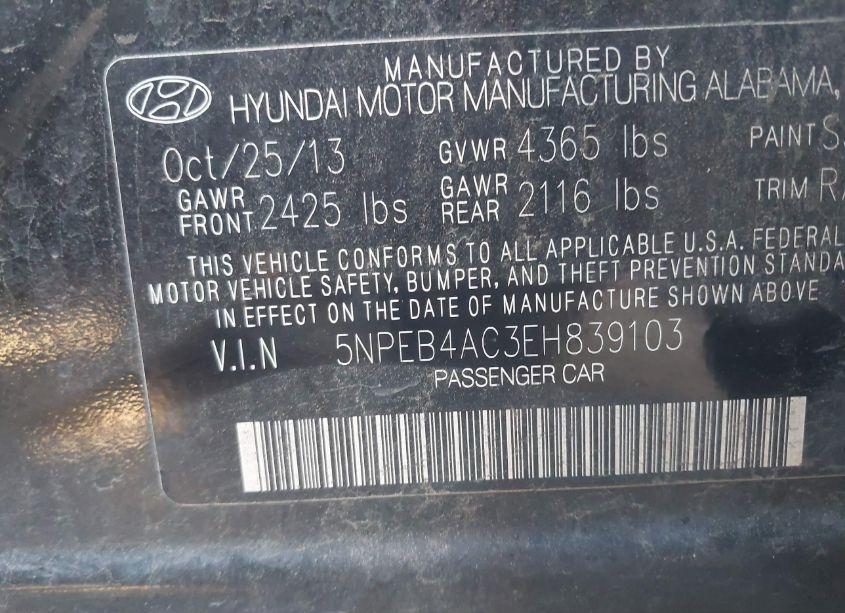 MANUFACTURED BY
HYUNDAI MOTOR MANUFACTURING ALABAMA,
Oct/25/13 GVWR 4365 lbs PAINT
GAWR FRONT 2425 lbs GAWR REAR 2116 lbs TRIM
THIS VEHICLE CONFORMS TO ALL APPLICABLE U.S.A. FEDERAL
MOTOR VEHICLE SAFETY, BUMPER, AND THEFT PREVENTION STANDA
IN EFFECT ON THE DATE OF MANUFACTURE SHOWN ABOVE
V.I.N 5NPEB4AC3EH839103
PASSENGER CAR